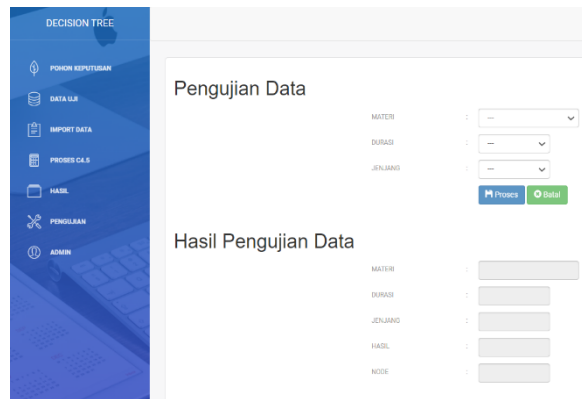 DECISION TREE
POHON KEPUTUSAN
DATA UJI
IMPORT DATA
PROSES C4.5
HASIL
PENGUJIAN
ADMIN
Pengujian Data
MATERI : ---
DURASI : ---
JENJANG : ---
Proses Batal
Hasil Pengujian Data
MATERI :
DURASI :
JENJANG :
HASIL :
NODE :